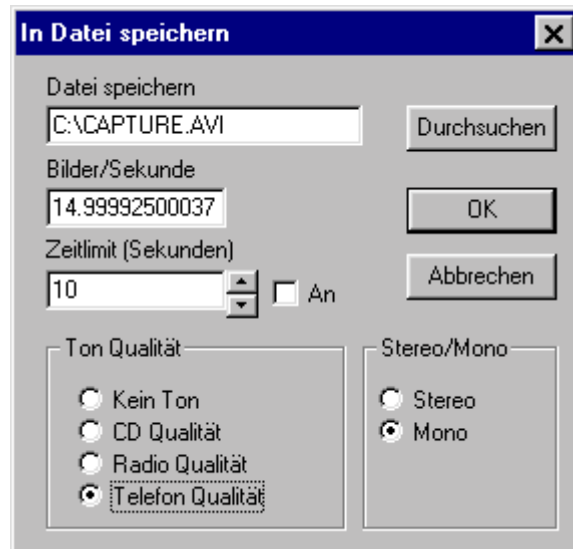 In Datei speichern
Datei speichern
C:\CAPTURE.AVI
Durchsuchen
Bilder/Sekunde
14.99992500037
OK
Zeitlimit (Sekunden)
10
An
Abbrechen
Ton Qualität
Kein Ton
CD Qualität
Radio Qualität
Telefon Qualität
Stereo/Mono
Stereo
Mono